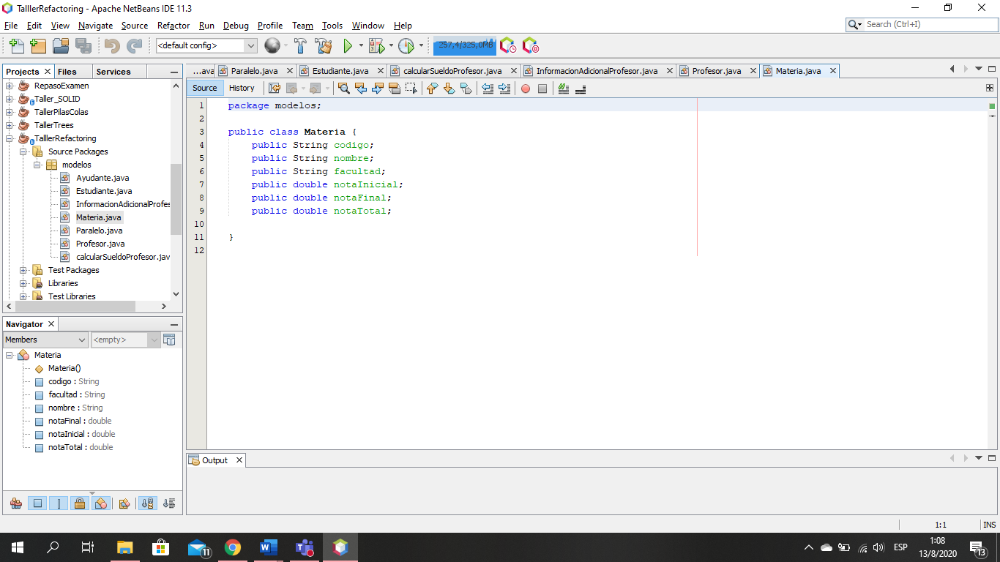 TalllerRefactoring - Apache NetBeans IDE 11.3
File Edit View Navigate Source Refactor Run Debug Profile Team Tools Window Help
Search (Ctrl+I)
<default config>
257,4/325,0MB
Projects Files Services
...ava Paralelo.java Estudiante.java calcularSueldoProfesor.java InformacionAdicionalProfesor.java Profesor.java Materia.java
Source History
RepasoExamen
Taller_SOLID
TallerPilasColas
TallerTrees
TalllerRefactoring
Source Packages
modelos
Ayudante.java
Estudiante.java
InformacionAdicionalProfes
Materia.java
Paralelo.java
Profesor.java
calcularSueldoProfesor.jav
Test Packages
Libraries
Test Libraries
1 package modelos;
2
3 public class Materia {
4 public String codigo;
5 public String nombre;
6 public String facultad;
7 public double notaInicial;
8 public double notaFinal;
9 public double notaTotal;
10
11 }
12
Navigator
Members <empty>
Materia
Materia()
codigo : String
facultad : String
nombre : String
notaFinal : double
notaInicial : double
notaTotal : double
Output
1:1 INS
11
ESP
1:08
13/8/2020
13